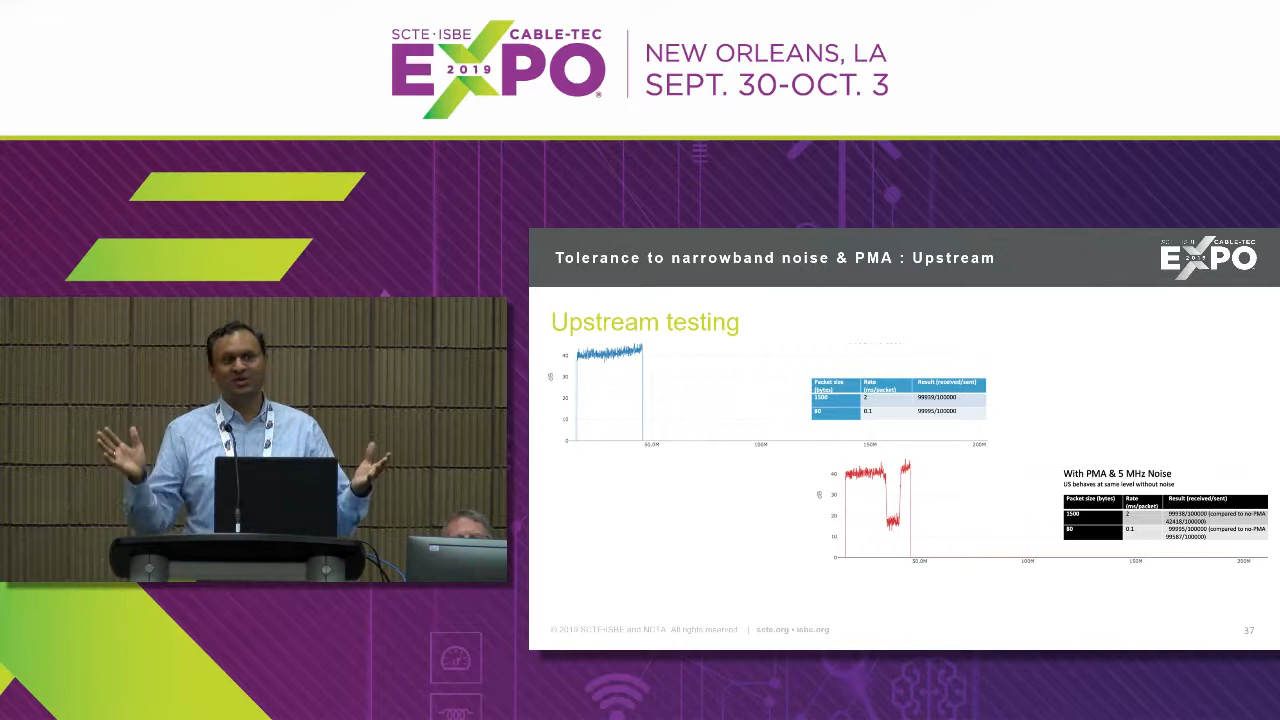 SCTE•ISBE CABLE-TEC
EXPO
2019
NEW ORLEANS, LA
SEPT. 30-OCT. 3
Tolerance to narrowband noise & PMA : Upstream
CABLE-TEC
EXPO
2019
Upstream testing
40
30
20
10
0
dB
50.0M 100M 150M 200M
Packet size (bytes) Rate (ms/packet) Result (received/sent)
1500 2 99939/100000
80 0.1 99995/100000
40
30
20
10
0
dB
50.0M 100M 150M 200M
With PMA & 5 MHz Noise
US behaves at same level without noise
Packet size (bytes) Rate (ms/packet) Result (received/sent)
1500 2 99938/100000 (compared to no-PMA 42418/100000)
80 0.1 99995/100000 (compared to no-PMA 99587/100000)
© 2019 SCTE•ISBE and NCTA. All rights reserved. | scte.org • isbe.org
37